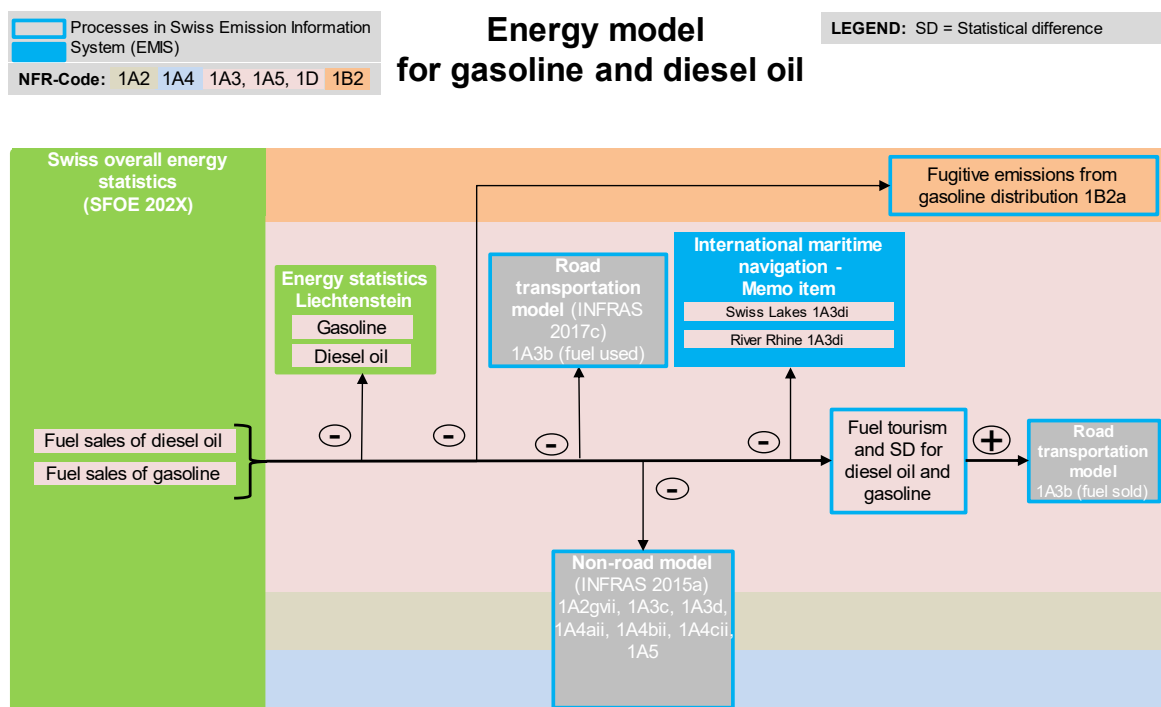 Processes in Swiss Emission Information
System (EMIS)
NFR-Code: 1A2 1A4 1A3, 1A5, 1D 1B2
Energy model
for gasoline and diesel oil
LEGEND: SD = Statistical difference
Swiss overall energy
statistics
(SFOE 202X)
Fugitive emissions from
gasoline distribution 1B2a
Energy statistics
Liechtenstein
Gasoline
Diesel oil
Road
transportation
model (INFRAS
2017c)
1A3b (fuel used)
International maritime
navigation -
Memo item
Swiss Lakes 1A3di
River Rhine 1A3di
Fuel sales of diesel oil
Fuel sales of gasoline
-
-
-
-
-
Fuel tourism
and SD for
diesel oil and
gasoline
+
Road
transportation
model
1A3b (fuel sold)
Non-road model
(INFRAS 2015a)
1A2gvii, 1A3c, 1A3d,
1A4aii, 1A4bii, 1A4cii,
1A5